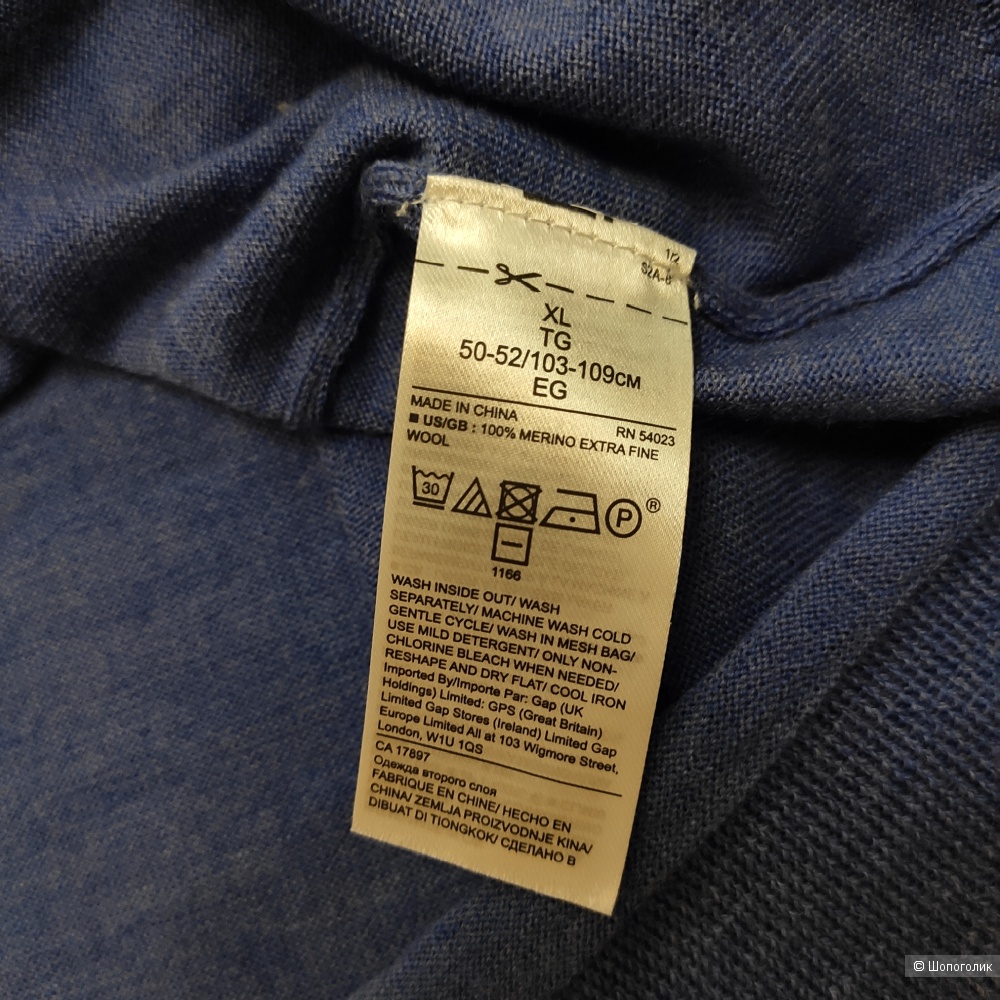 1/2
S2A-8
XL
TG
50-52/103-109CM
EG
MADE IN CHINA
RN 54023
■ US/GB : 100% MERINO EXTRA FINE
WOOL
30
P ®
1166
WASH INSIDE OUT/ WASH
SEPARATELY/ MACHINE WASH COLD
GENTLE CYCLE/ WASH IN MESH BAG/
USE MILD DETERGENT/ ONLY NON-
CHLORINE BLEACH WHEN NEEDED/
RESHAPE AND DRY FLAT/ COOL IRON
Imported By/Importe Par: Gap (UK
Holdings) Limited: GPS (Great Britain)
Limited Gap Stores (Ireland) Limited Gap
Europe Limited All at 103 Wigmore Street,
London, W1U 1QS
CA 17897
Одежда второго слоя
FABRIQUE EN CHINE/ HECHO EN
CHINA/ ZEMLJA PROIZVODNJE KINA/
DIBUAT DI TIONGKOK/ СДЕЛАНО В
© Шопоголик